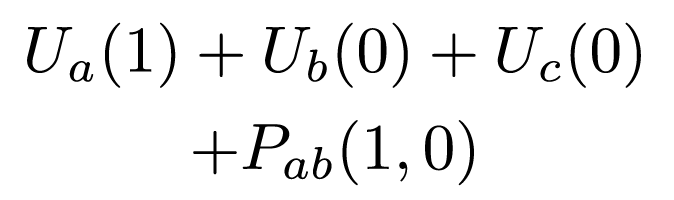 U_a(1) + U_b(0) + U_c(0)
+P_{ab}(1, 0)